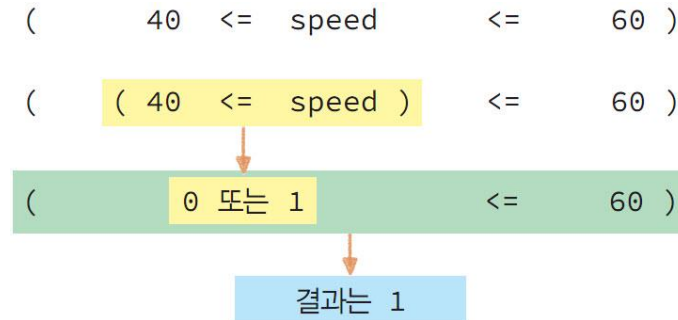 ( 40 <= speed <= 60 )
( ( 40 <= speed ) <= 60 )
( 0 또는 1 <= 60 )
결과는 1